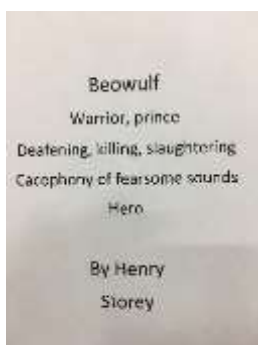 Beowulf
Warrior, prince
Deafening, killing, slaughtering
Cacophony of fearsome sounds
Hero
By Henry
Storey